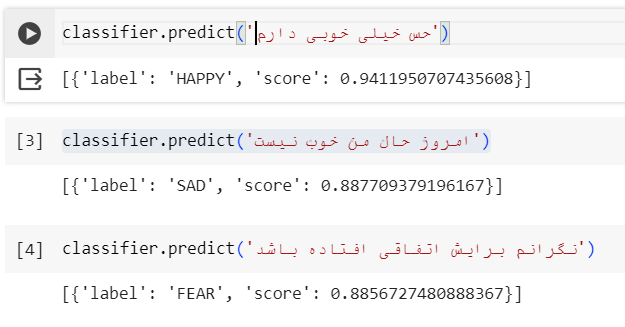 classifier.predict('حس خیلی خوبی دارم')
[{'label': 'HAPPY', 'score': 0.9411950707435608}]
[3] classifier.predict('امروز حال من خوب نیست')
[{'label': 'SAD', 'score': 0.887709379196167}]
[4] classifier.predict('نگرانم برایش اتفاقی افتاده باشد')
[{'label': 'FEAR', 'score': 0.8856727480888367}]